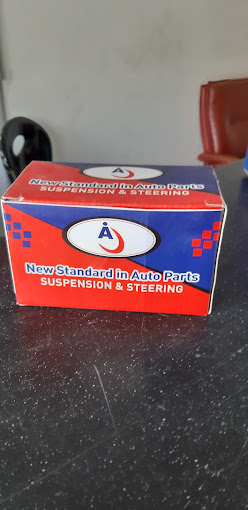 A
New Standard in Auto Parts
SUSPENSION & STEERING
A
New Standard in Auto Parts
SUSPENSION & STEERING